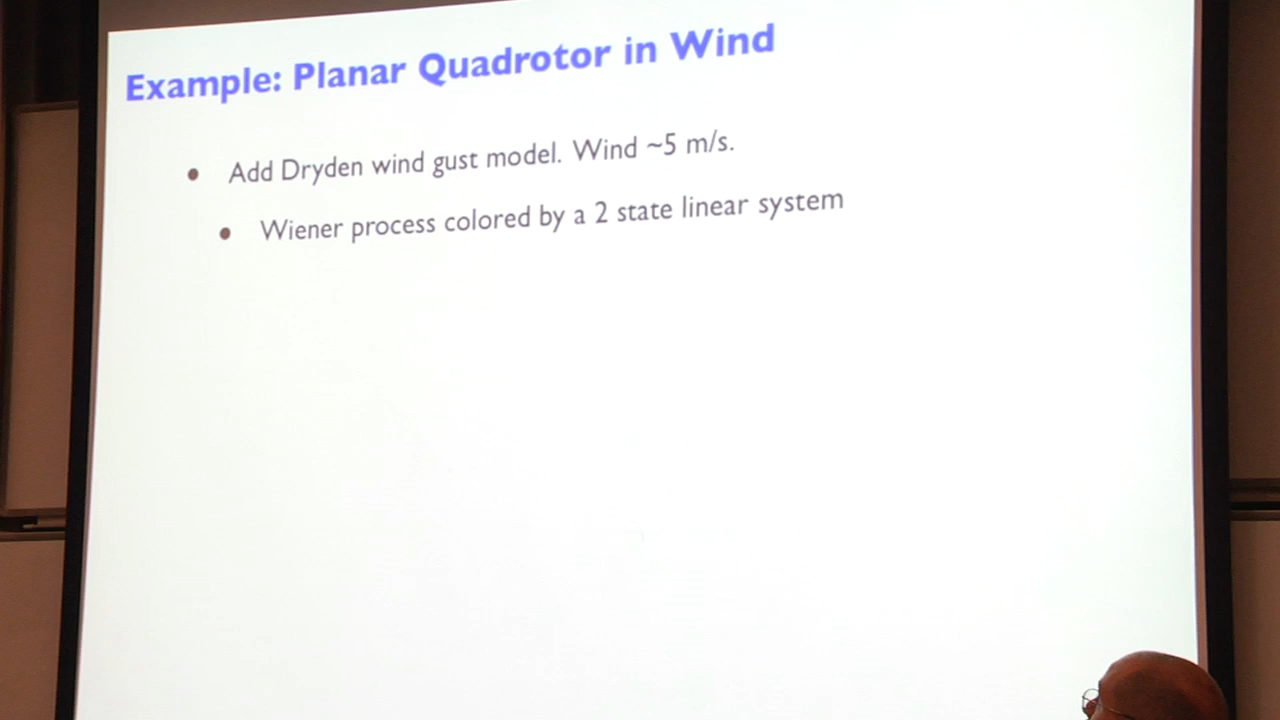 Example: Planar Quadrotor in Wind
• Add Dryden wind gust model. Wind ~5 m/s.
• Wiener process colored by a 2 state linear system